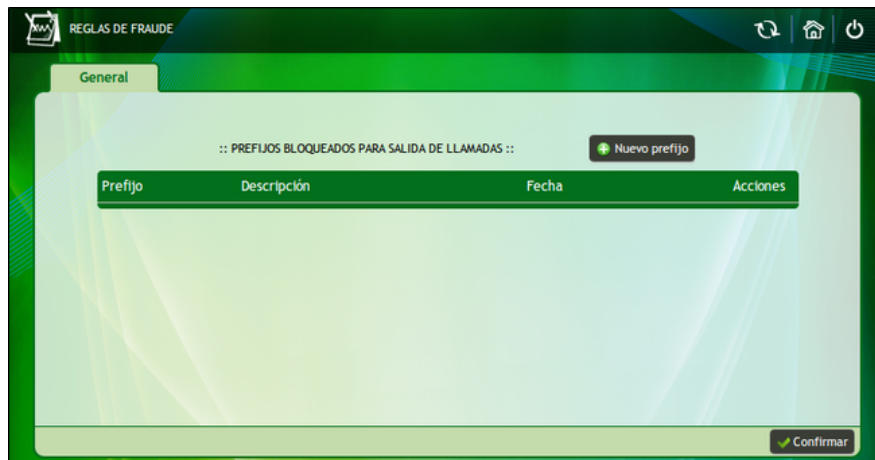 REGLAS DE FRAUDE
General
:: PREFIJOS BLOQUEADOS PARA SALIDA DE LLAMADAS ::
Nuevo prefijo
Prefijo Descripción Fecha Acciones
Confirmar